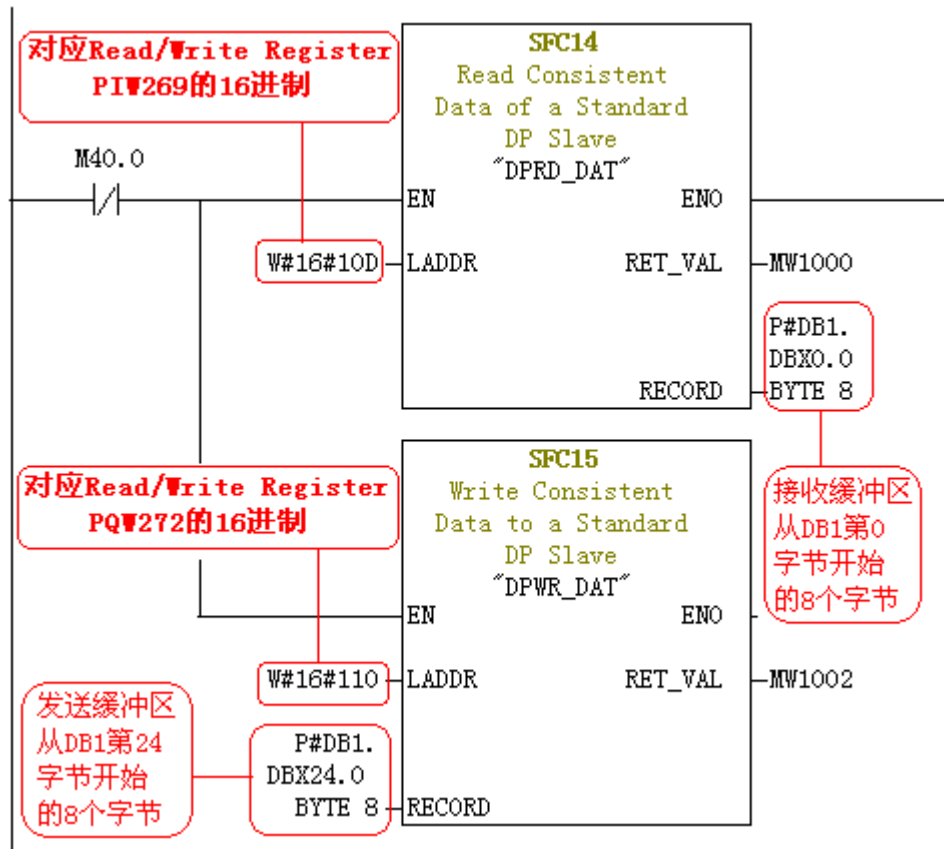 对应Read/Write Register
PIW269的16进制
SFC14
Read Consistent
Data of a Standard
DP Slave
"DPRD_DAT"
M40.0
EN
ENO
W#16#10D
LADDR
RET_VAL
MW1000
P#DB1.
DBX0.0
BYTE 8
RECORD
对应Read/Write Register
PQW272的16进制
SFC15
Write Consistent
Data to a Standard
DP Slave
"DPWR_DAT"
接收缓冲区
从DB1第0
字节开始
的8个字节
EN
ENO
W#16#110
LADDR
RET_VAL
MW1002
发送缓冲区
从DB1第24
字节开始
的8个字节
P#DB1.
DBX24.0
BYTE 8
RECORD